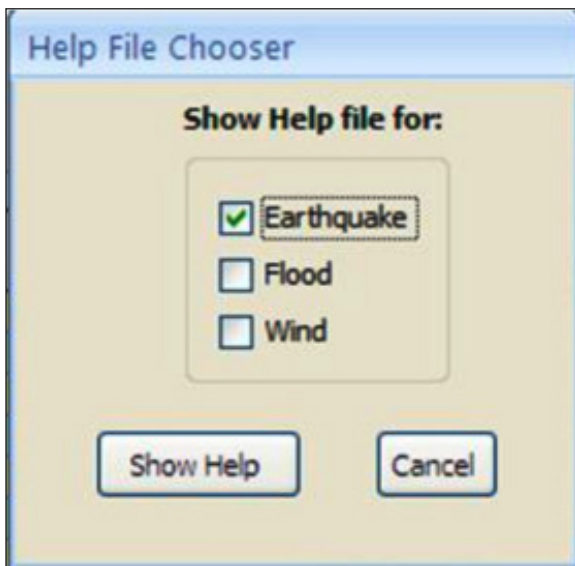 Help File Chooser
Show Help file for:
Earthquake
Flood
Wind
Show Help
Cancel